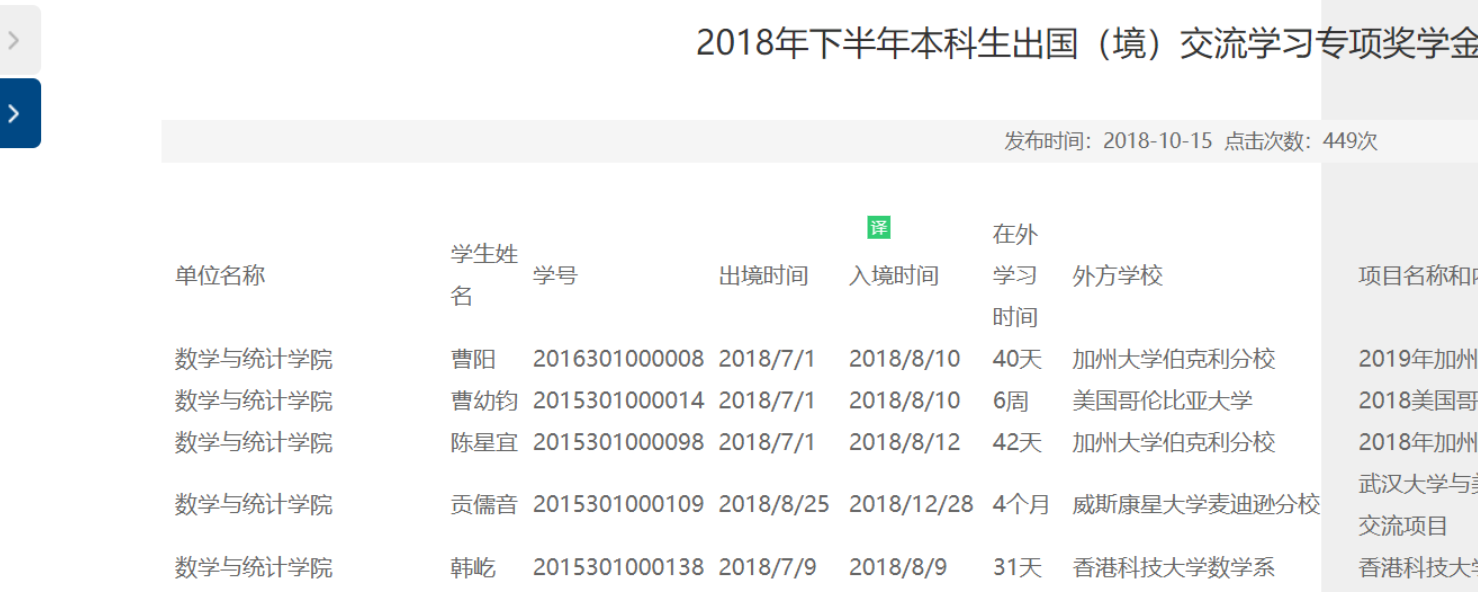 2018年下半年本科生出国（境）交流学习专项奖学金
发布时间：2018-10-15 点击次数：449次
译
单位名称 学生姓名 学号 出境时间 入境时间 在外学习时间 外方学校 项目名称和
数学与统计学院 曹阳 2016301000008 2018/7/1 2018/8/10 40天 加州大学伯克利分校 2019年加州
数学与统计学院 曹幼钧 2015301000014 2018/7/1 2018/8/10 6周 美国哥伦比亚大学 2018美国哥
数学与统计学院 陈星宜 2015301000098 2018/7/1 2018/8/12 42天 加州大学伯克利分校 2018年加州
数学与统计学院 贡儒音 2015301000109 2018/8/25 2018/12/28 4个月 威斯康星大学麦迪逊分校 武汉大学与美 交流项目
数学与统计学院 韩屹 2015301000138 2018/7/9 2018/8/9 31天 香港科技大学数学系 香港科技大学